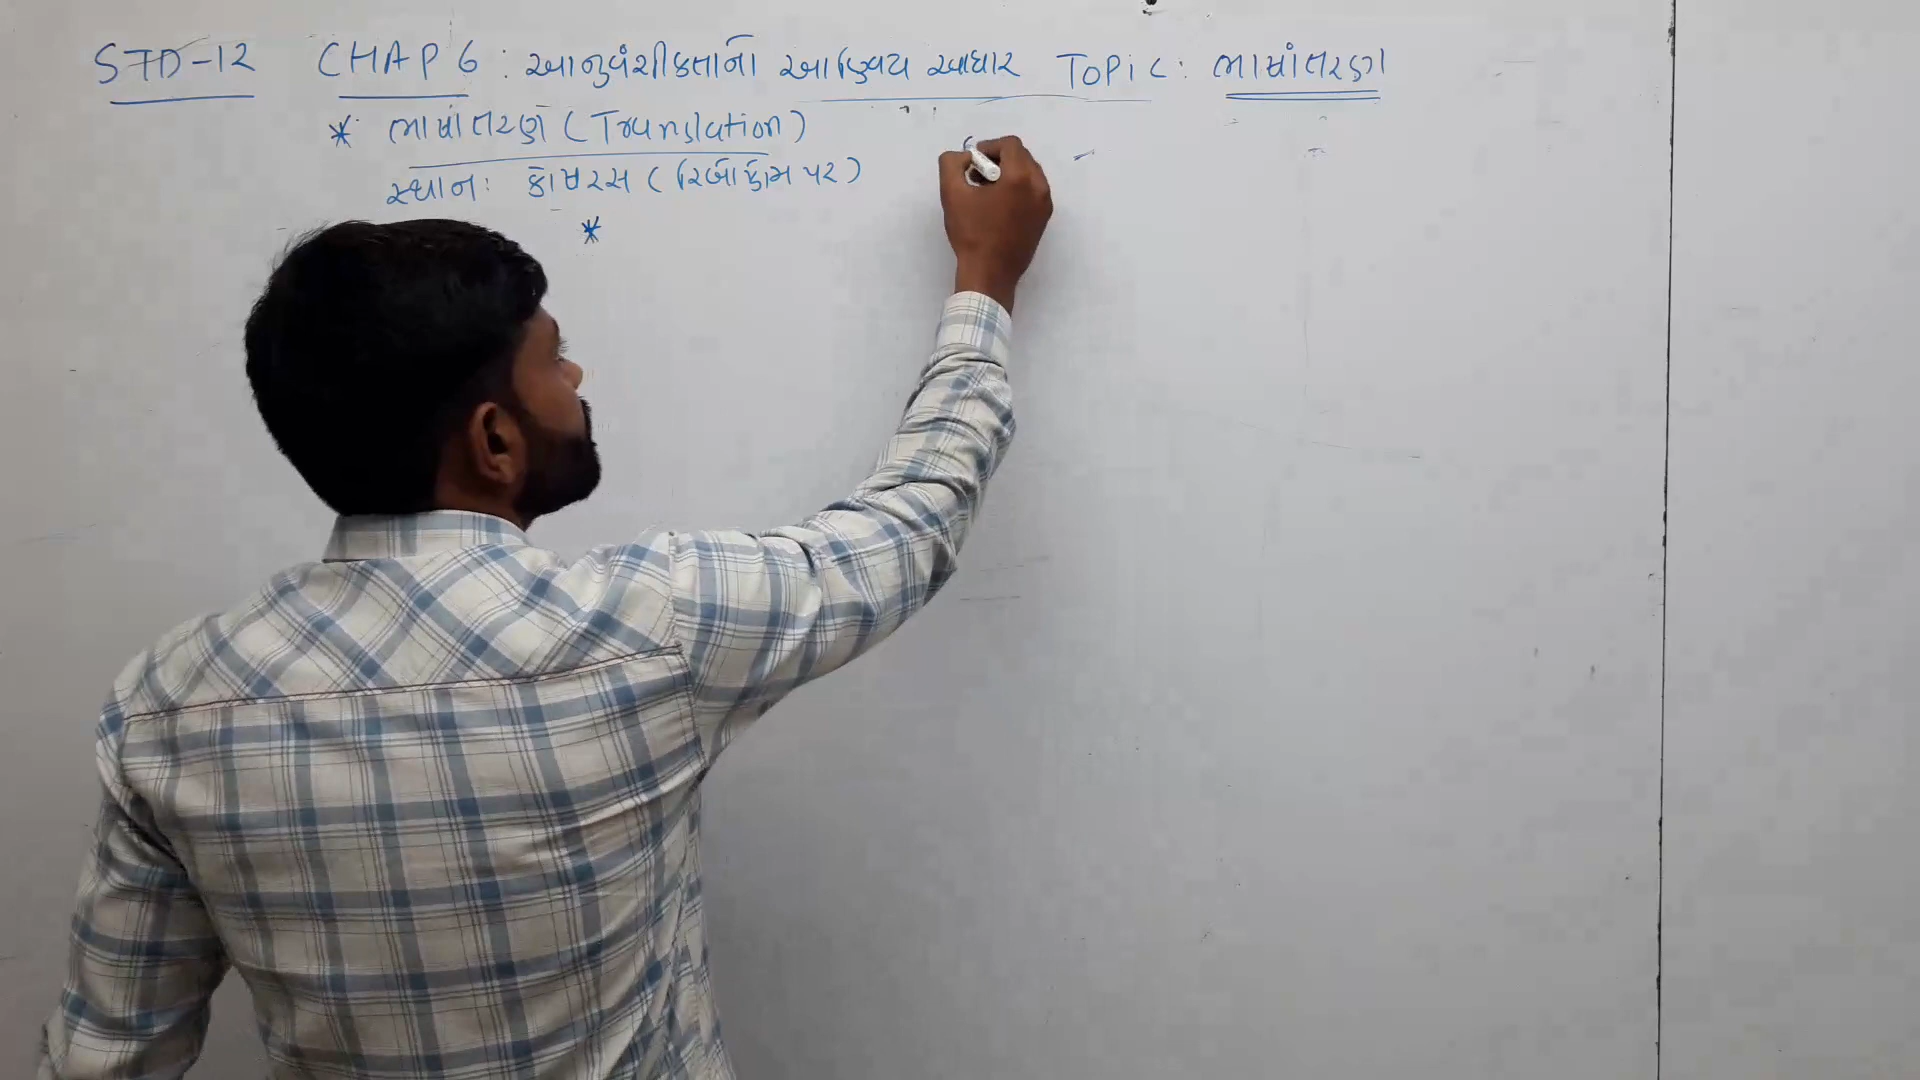 STD-12 CHAP 6 : આનુવંશીકતાનો આણ્વિય આધાર TOPiC: ભાષાંતરણ
* ભાષાંતરણ (Translation)
સ્થાન: કોષરસ (રિબોઝોમ પર)
*